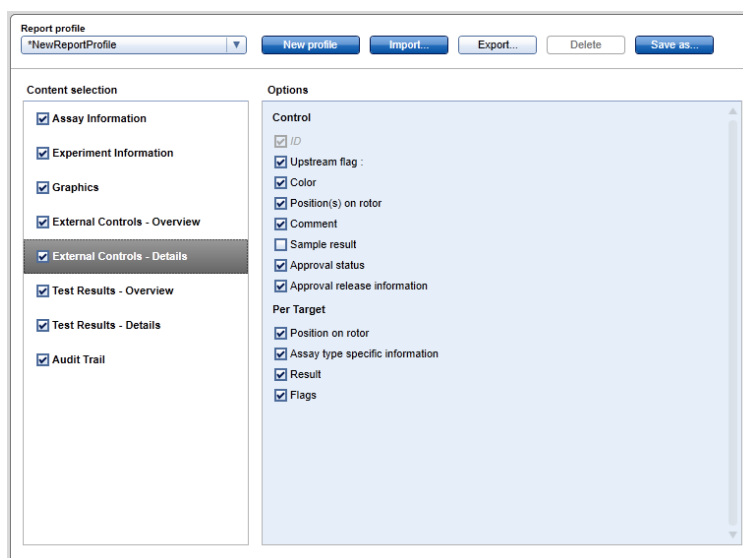 Report profile
*NewReportProfile
New profile
Import...
Export...
Delete
Save as...
Content selection
Assay Information
Experiment Information
Graphics
External Controls - Overview
External Controls - Details
Test Results - Overview
Test Results - Details
Audit Trail
Options
Control
ID
Upstream flag :
Color
Position(s) on rotor
Comment
Sample result
Approval status
Approval release information
Per Target
Position on rotor
Assay type specific information
Result
Flags